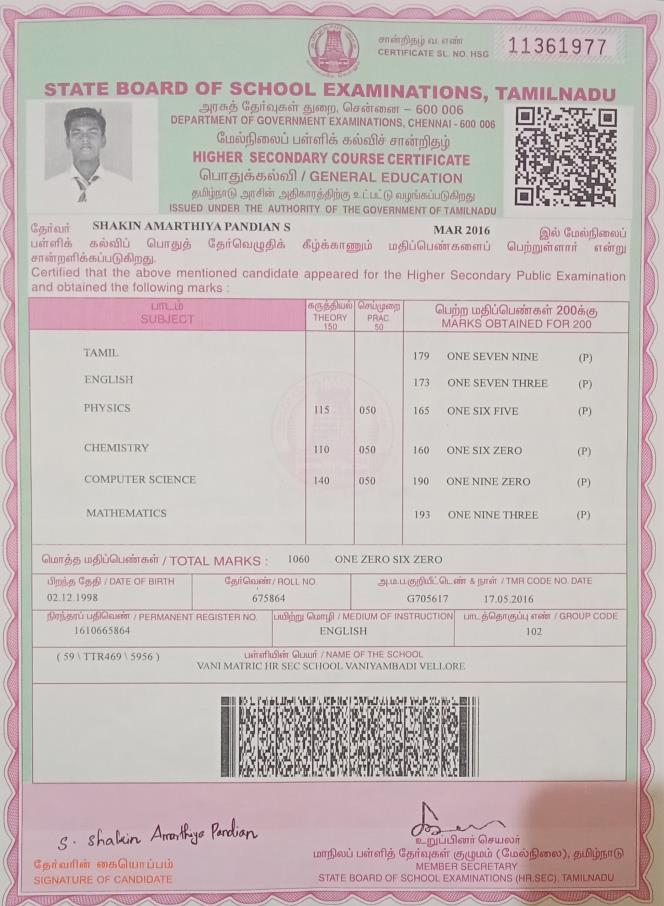 சான்றிதழ் வ. எண்
CERTIFICATE SL. NO. HSG 11361977
STATE BOARD OF SCHOOL EXAMINATIONS, TAMILNADU
அரசுத் தேர்வுகள் துறை, சென்னை – 600 006
DEPARTMENT OF GOVERNMENT EXAMINATIONS, CHENNAI - 600 006
மேல்நிலைப் பள்ளிக் கல்விச் சான்றிதழ்
HIGHER SECONDARY COURSE CERTIFICATE
பொதுக்கல்வி / GENERAL EDUCATION
தமிழ்நாடு அரசின் அதிகாரத்திற்கு உட்பட்டு வழங்கப்படுகிறது
ISSUED UNDER THE AUTHORITY OF THE GOVERNMENT OF TAMILNADU
தேர்வர் SHAKIN AMARTHIYA PANDIAN S MAR 2016 இல் மேல்நிலைப்
பள்ளிக் கல்விப் பொதுத் தேர்வெழுதிக் கீழ்க்காணும் மதிப்பெண்களைப் பெற்றுள்ளார் என்று
சான்றளிக்கப்படுகிறது.
Certified that the above mentioned candidate appeared for the Higher Secondary Public Examination
and obtained the following marks :
பாடம் கருத்தியல் செய்முறை பெற்ற மதிப்பெண்கள் 200க்கு
SUBJECT THEORY 150 PRAC. 50 MARKS OBTAINED FOR 200
TAMIL 179 ONE SEVEN NINE (P)
ENGLISH 173 ONE SEVEN THREE (P)
PHYSICS 115 050 165 ONE SIX FIVE (P)
CHEMISTRY 110 050 160 ONE SIX ZERO (P)
COMPUTER SCIENCE 140 050 190 ONE NINE ZERO (P)
MATHEMATICS 193 ONE NINE THREE (P)
மொத்த மதிப்பெண்கள் / TOTAL MARKS : 1060 ONE ZERO SIX ZERO
பிறந்த தேதி / DATE OF BIRTH தேர்வெண் / ROLL NO. அ.ம.ப.குறியீட்டெண் & நாள் / TMR CODE NO. DATE
02.12.1998 675864 G705617 17.05.2016
நிரந்தரப் பதிவெண் / PERMANENT REGISTER NO. பயிற்று மொழி / MEDIUM OF INSTRUCTION பாடத்தொகுப்பு எண் / GROUP CODE
1610665864 ENGLISH 102
( 59 \ TTR469 \ 5956 ) பள்ளியின் பெயர் / NAME OF THE SCHOOL
VANI MATRIC HR SEC SCHOOL VANIYAMBADI VELLORE
S. Shakin Amarthiya Pandian
தேர்வரின் கையொப்பம்
SIGNATURE OF CANDIDATE
உறுப்பினர் செயலர்
மாநிலப் பள்ளித் தேர்வுகள் குழுமம் (மேல்நிலை), தமிழ்நாடு
MEMBER SECRETARY
STATE BOARD OF SCHOOL EXAMINATIONS (HR.SEC), TAMILNADU